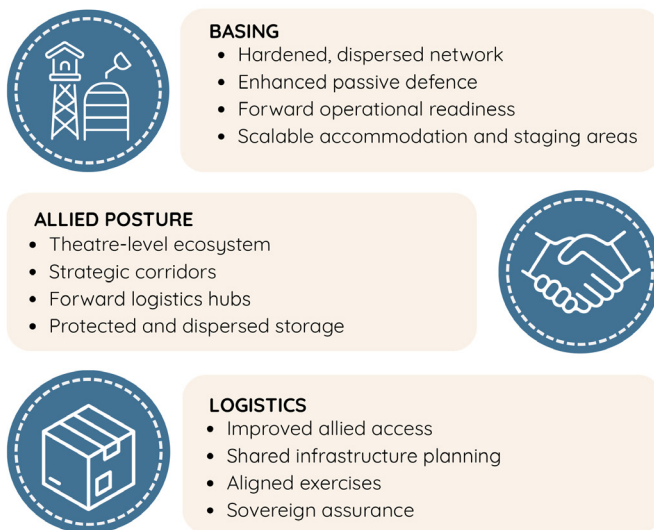 BASING
• Hardened, dispersed network
• Enhanced passive defence
• Forward operational readiness
• Scalable accommodation and staging areas
ALLIED POSTURE
• Theatre-level ecosystem
• Strategic corridors
• Forward logistics hubs
• Protected and dispersed storage
LOGISTICS
• Improved allied access
• Shared infrastructure planning
• Aligned exercises
• Sovereign assurance